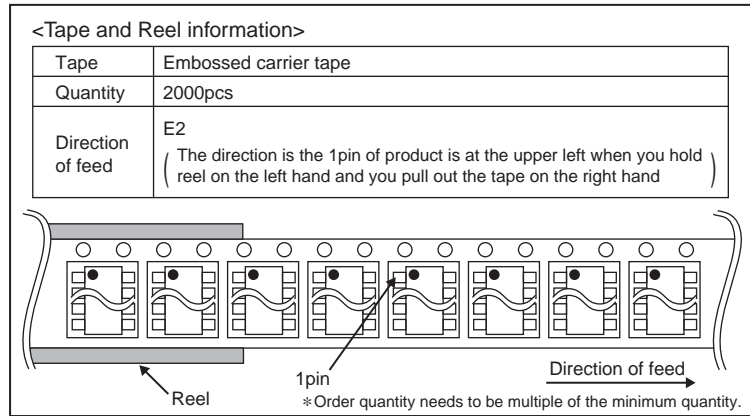 <Tape and Reel information>
Tape Embossed carrier tape
Quantity 2000pcs
Direction of feed E2
( The direction is the 1pin of product is at the upper left when you hold
reel on the left hand and you pull out the tape on the right hand )
Reel
1pin
Direction of feed
*Order quantity needs to be multiple of the minimum quantity.